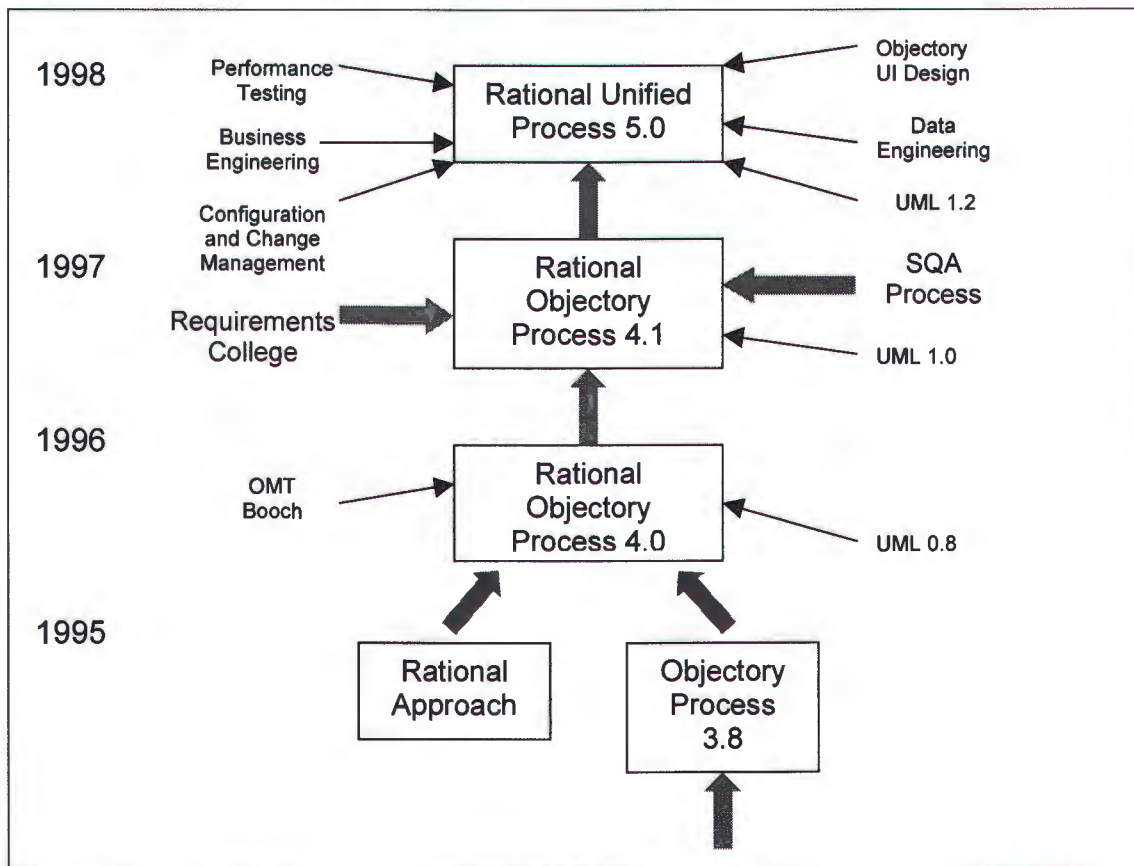 1998
Performance
Testing
Business
Engineering
Configuration
and Change
Management
Rational Unified
Process 5.0
Objectory
UI Design
Data
Engineering
UML 1.2
1997
Requirements
College
Rational
Objectory
Process 4.1
SQA
Process
UML 1.0
1996
OMT
Booch
Rational
Objectory
Process 4.0
UML 0.8
1995
Rational
Approach
Objectory
Process
3.8